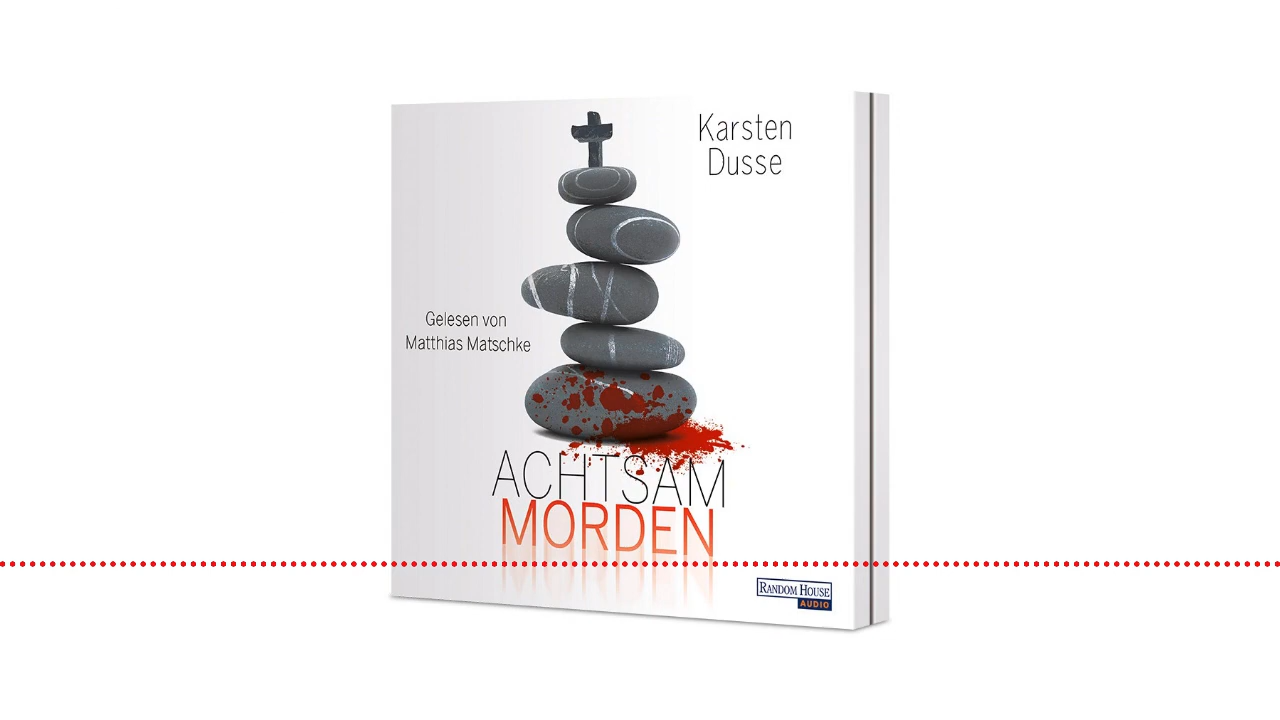 Karsten
Dusse
Gelesen von
Matthias Matschke
ACHTSAM
MORDEN
RANDOM HOUSE
AUDIO